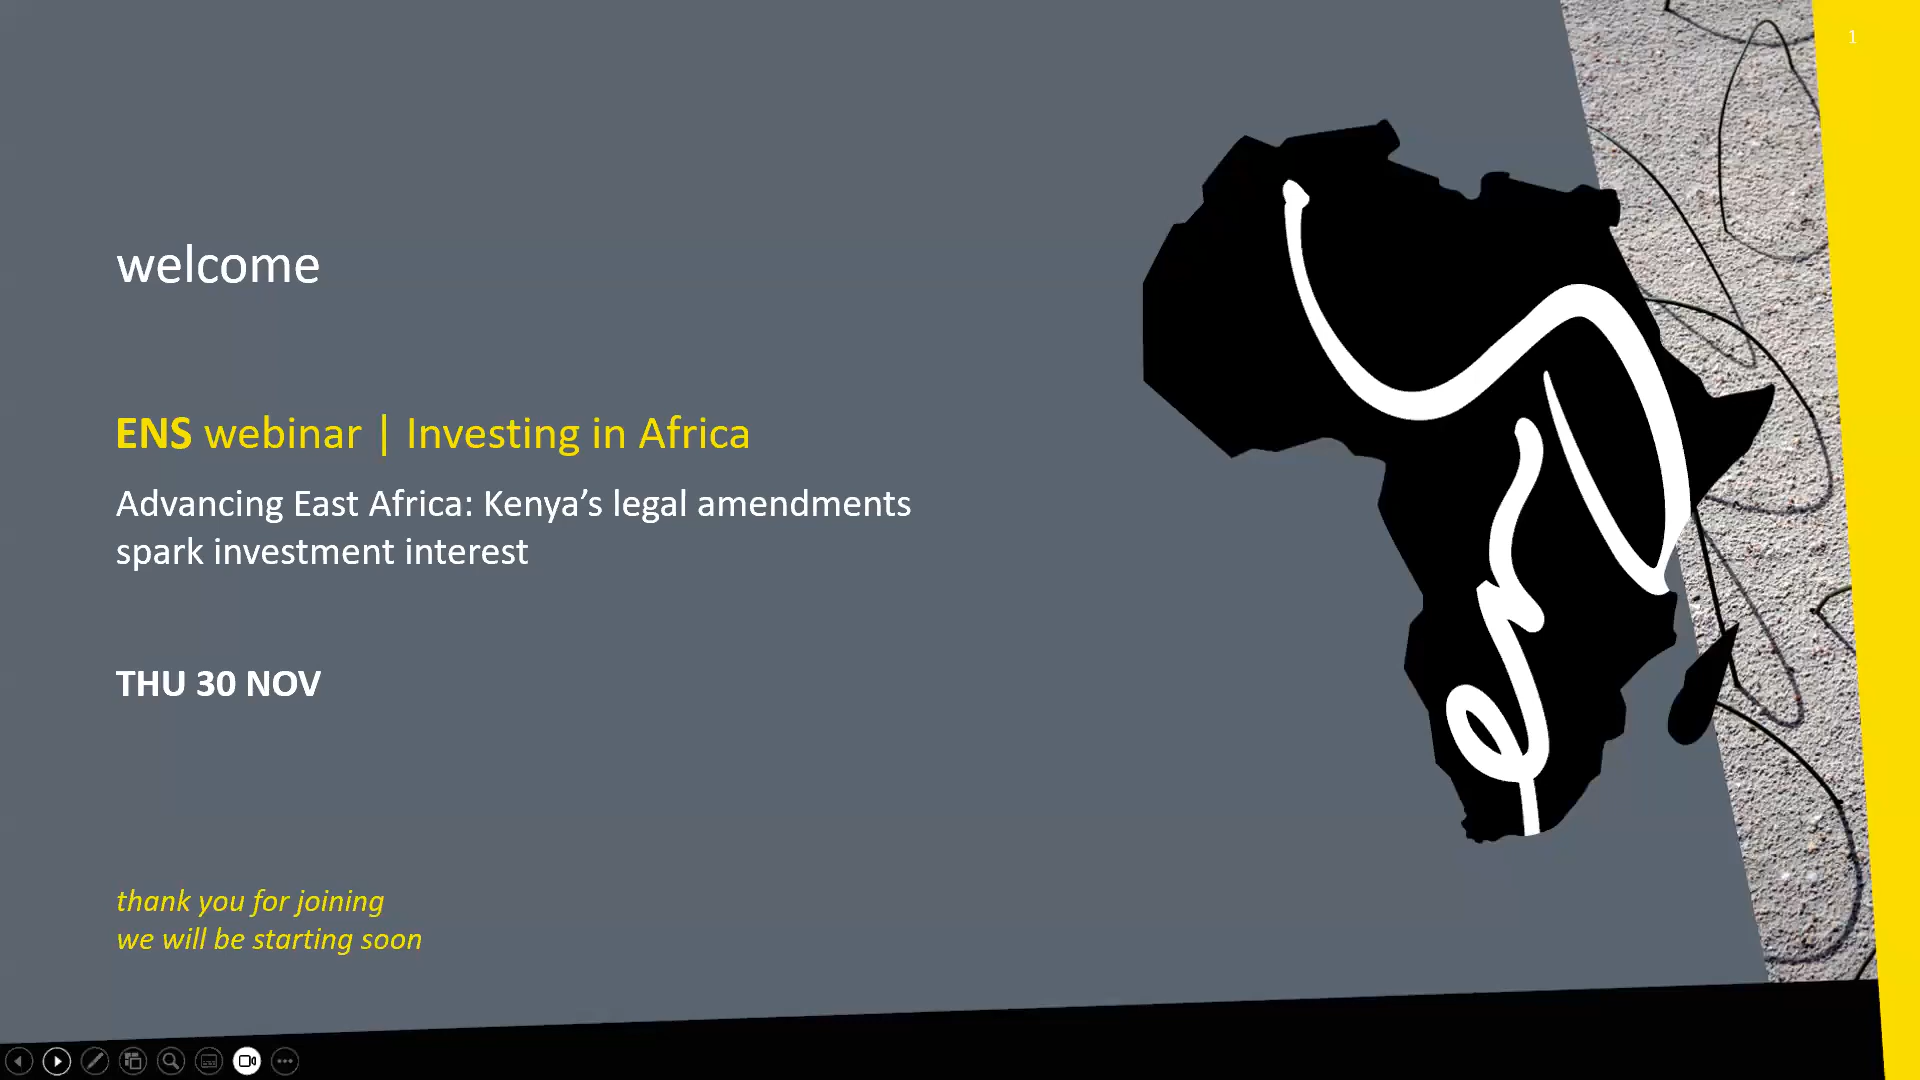 1
welcome
ENS webinar | Investing in Africa
Advancing East Africa: Kenya’s legal amendments
spark investment interest
THU 30 NOV
thank you for joining
we will be starting soon
ens